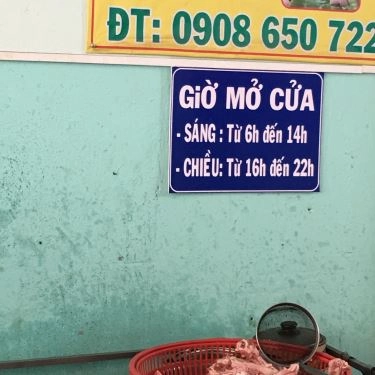 ĐT: 0908 650 722
GIỜ MỞ CỬA
- SÁNG : Từ 6h đến 14h
- CHIỀU: Từ 16h đến 22h